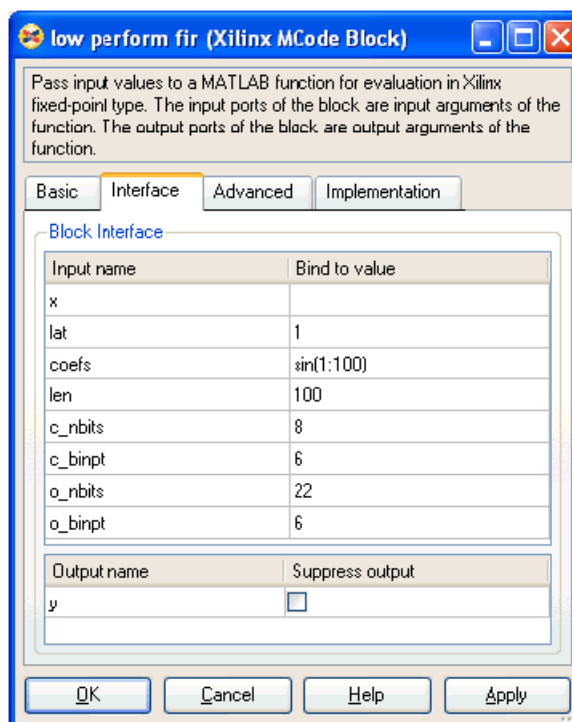 low perform fir (Xilinx MCode Block)
Pass input values to a MATLAB function for evaluation in Xilinx
fixed-point type. The input ports of the block are input arguments of the
function. The output ports of the block are output arguments of the
function.
Basic Interface Advanced Implementation
Block Interface
Input name Bind to value
x
lat 1
coefs sin(1:100)
len 100
c_nbits 8
c_binpt 6
o_nbits 22
o_binpt 6
Output name Suppress output
y
OK Cancel Help Apply